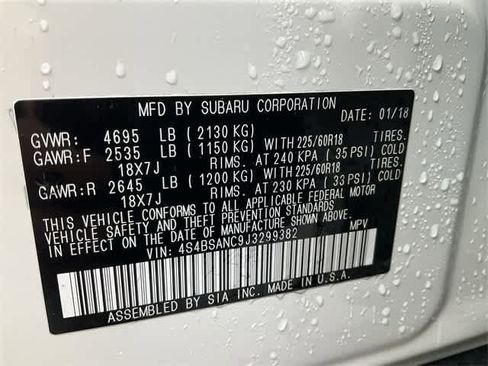 MFD BY SUBARU CORPORATION DATE: 01/18
GVWR: 4695 LB (2130 KG)
GAWR:F 2535 LB (1150 KG) WITH 225/60R18 TIRES.
18X7J RIMS. AT 240 KPA ( 35 PSI) COLD
GAWR:R 2645 LB (1200 KG) WITH 225/60R18 TIRES.
18X7J RIMS. AT 230 KPA ( 33 PSI) COLD
THIS VEHICLE CONFORMS TO ALL APPLICABLE FEDERAL MOTOR
VEHICLE SAFETY AND THEFT PREVENTION STANDARDS
IN EFFECT ON THE DATE OF MANUFACTURE SHOWN ABOVE.
VIN: 4S4BSANC9J3299382 MPV
ASSEMBLED BY SIA INC. MADE IN U.S.A.